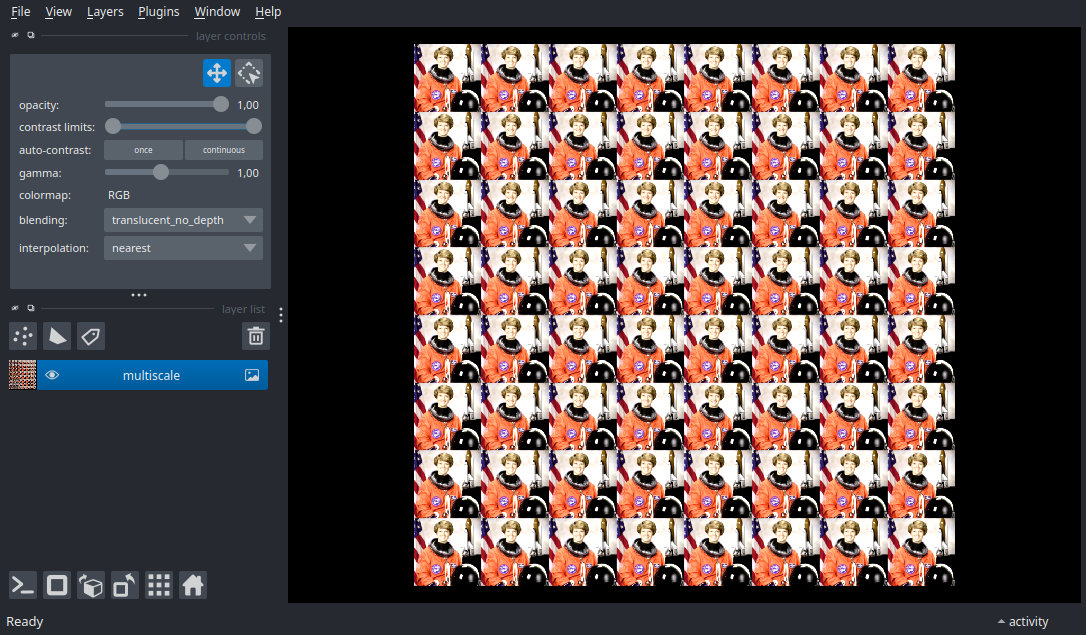 File View Layers Plugins Window Help
layer controls
opacity: 1,00
contrast limits:
auto-contrast: once continuous
gamma: 1,00
colormap: RGB
blending: translucent_no_depth
interpolation: nearest
layer list
multiscale
Ready activity